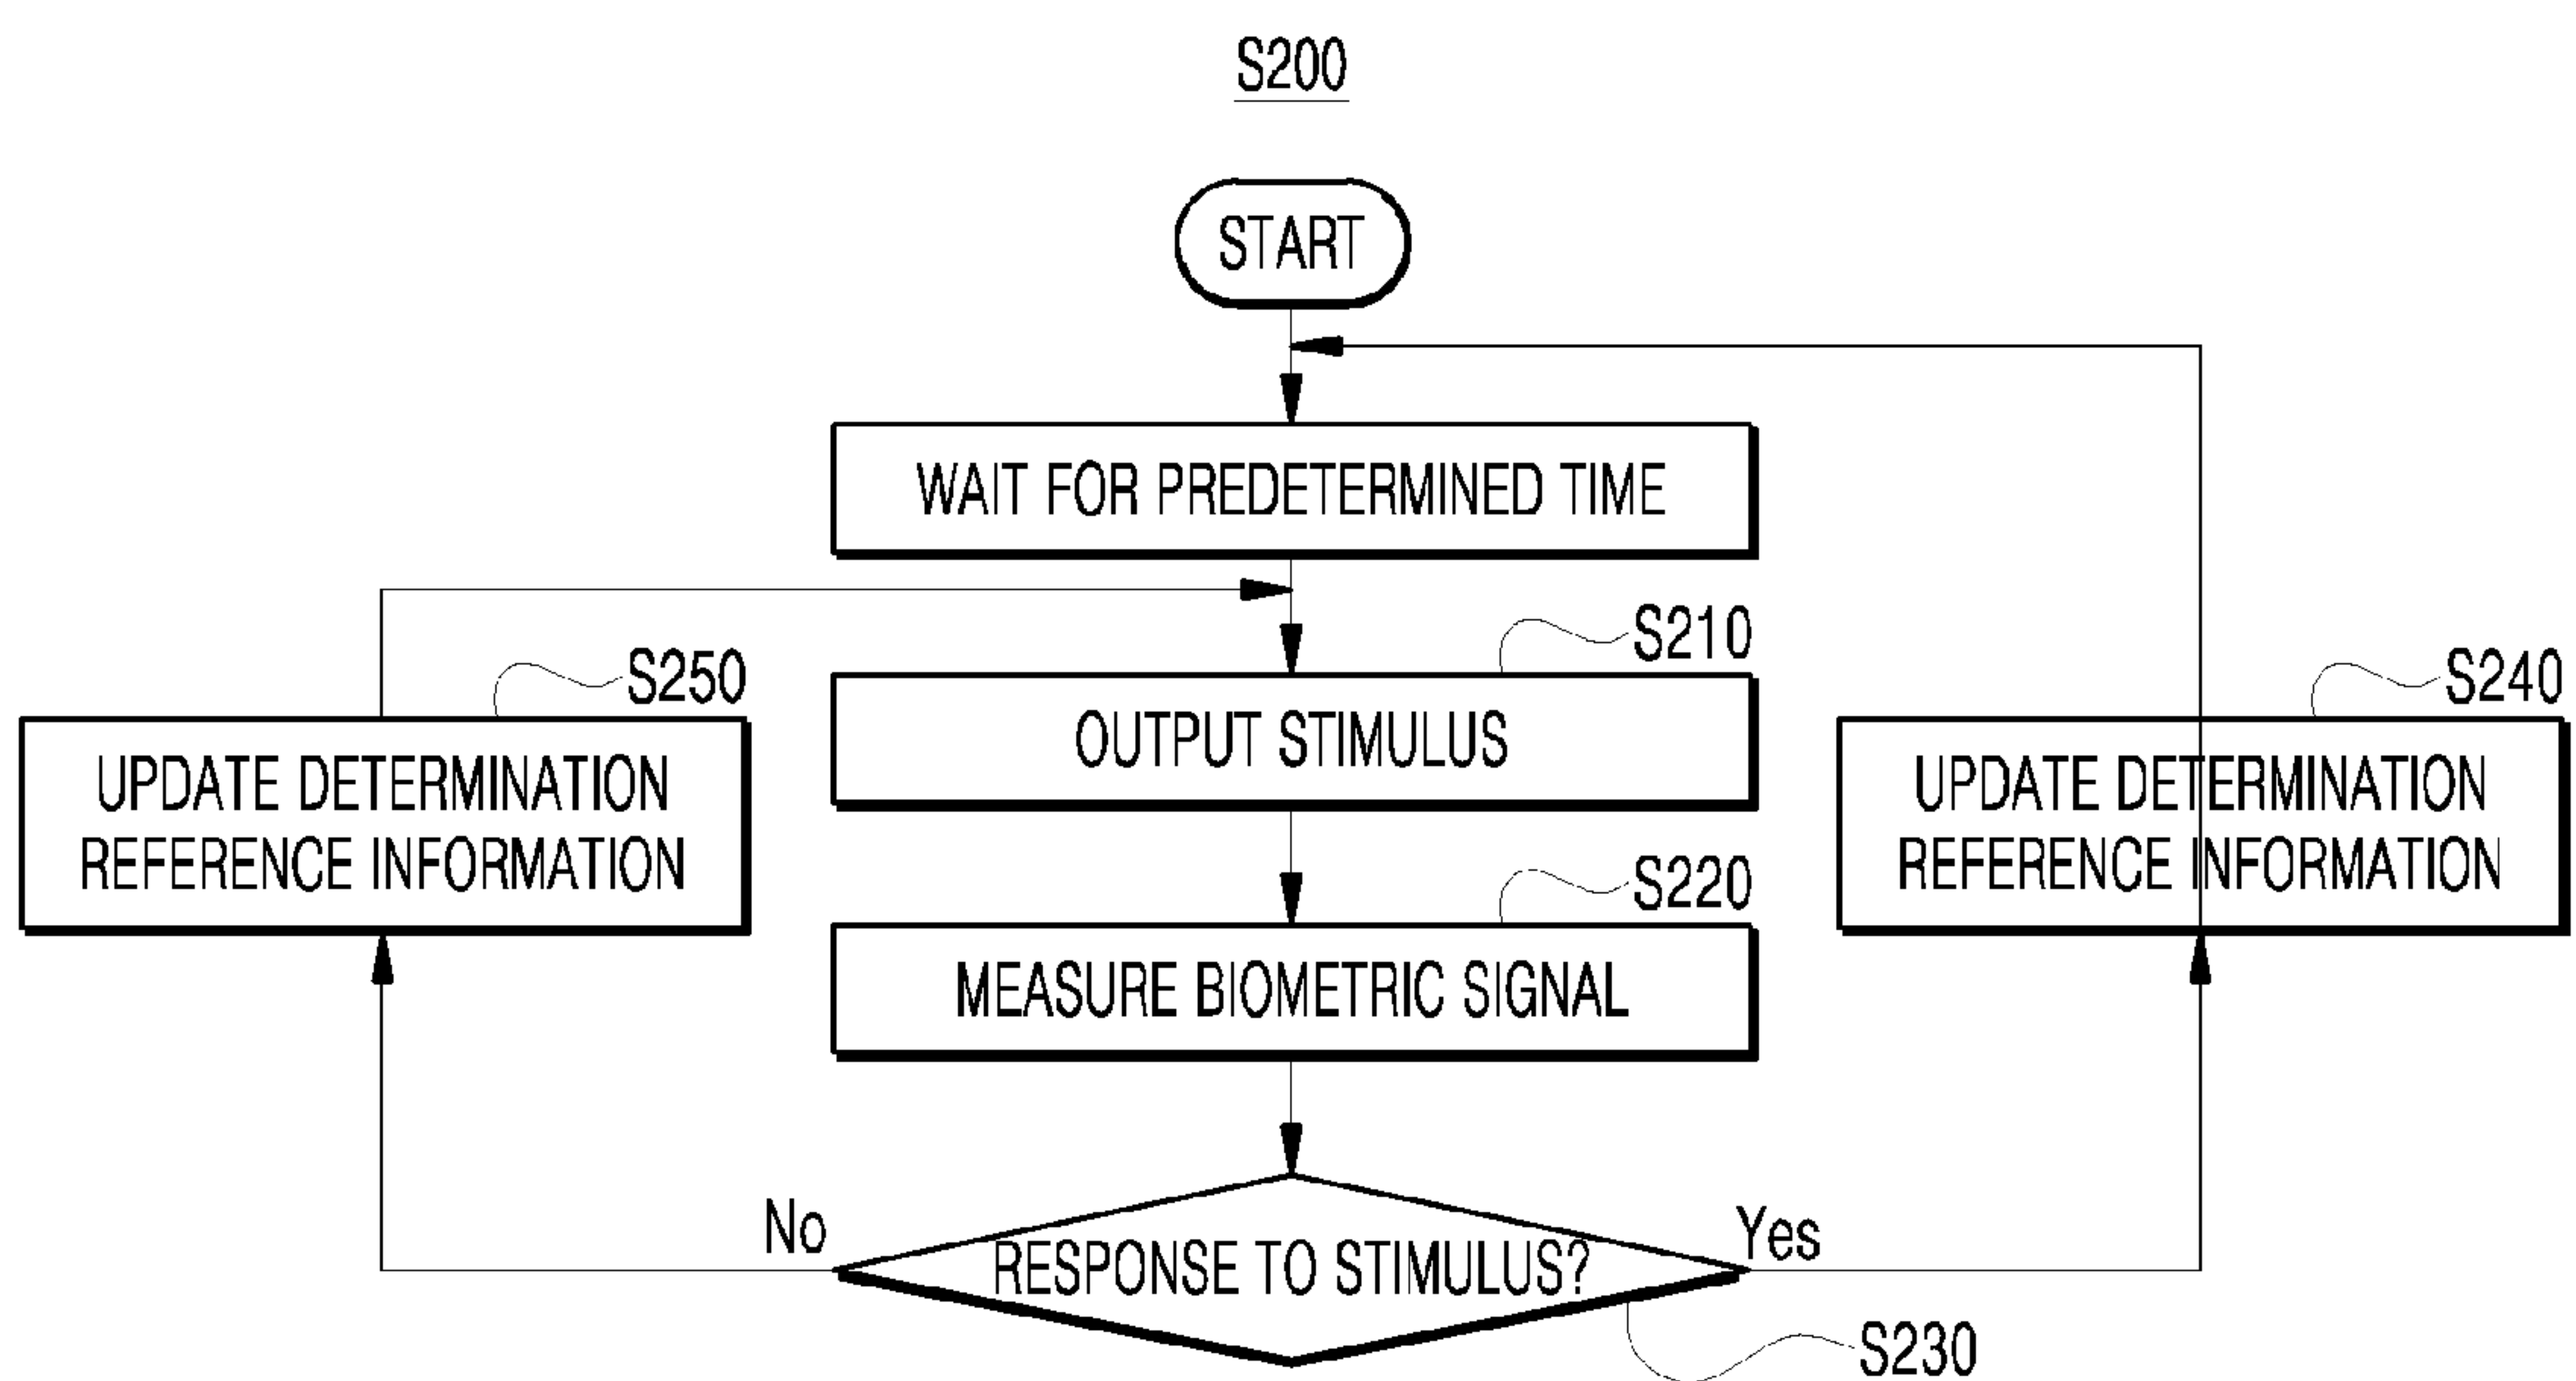 S200
START
WAIT FOR PREDETERMINED TIME
S210
OUTPUT STIMULUS
S250
UPDATE DETERMINATION
REFERENCE INFORMATION
S240
UPDATE DETERMINATION
REFERENCE INFORMATION
S220
MEASURE BIOMETRIC SIGNAL
No
RESPONSE TO STIMULUS?
Yes
S230